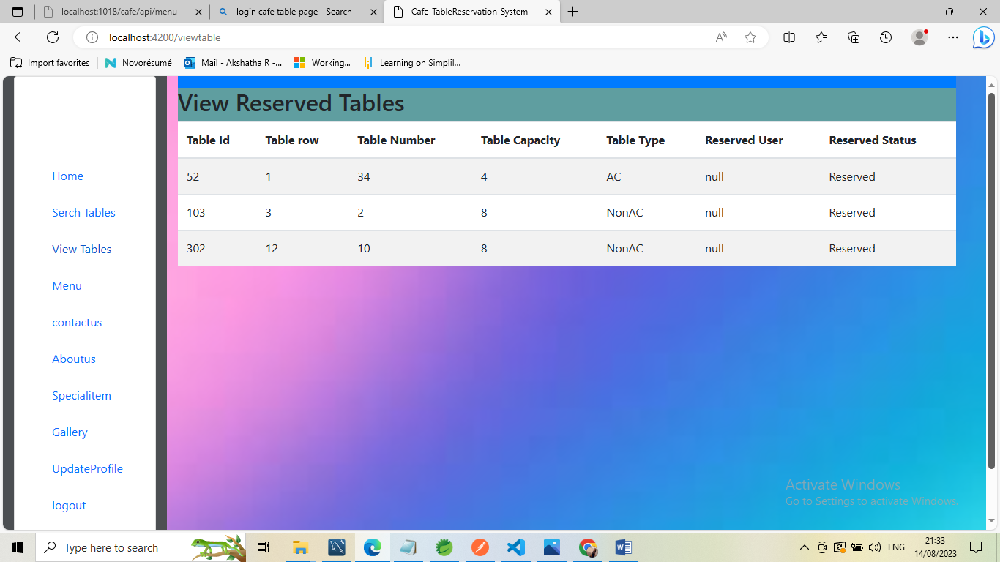 localhost:1018/cafe/api/menu
login cafe table page - Search
Cafe-TableReservation-System
localhost:4200/viewtable
Import favorites
Novorésumé
Mail - Akshatha R -...
Working...
Learning on Simplil...
View Reserved Tables
Table Id Table row Table Number Table Capacity Table Type Reserved User Reserved Status
52 1 34 4 AC null Reserved
103 3 2 8 NonAC null Reserved
302 12 10 8 NonAC null Reserved
Home
Serch Tables
View Tables
Menu
contactus
Aboutus
Specialitem
Gallery
UpdateProfile
logout
Activate Windows
Go to Settings to activate Windows.
Type here to search
ENG
21:33
14/08/2023